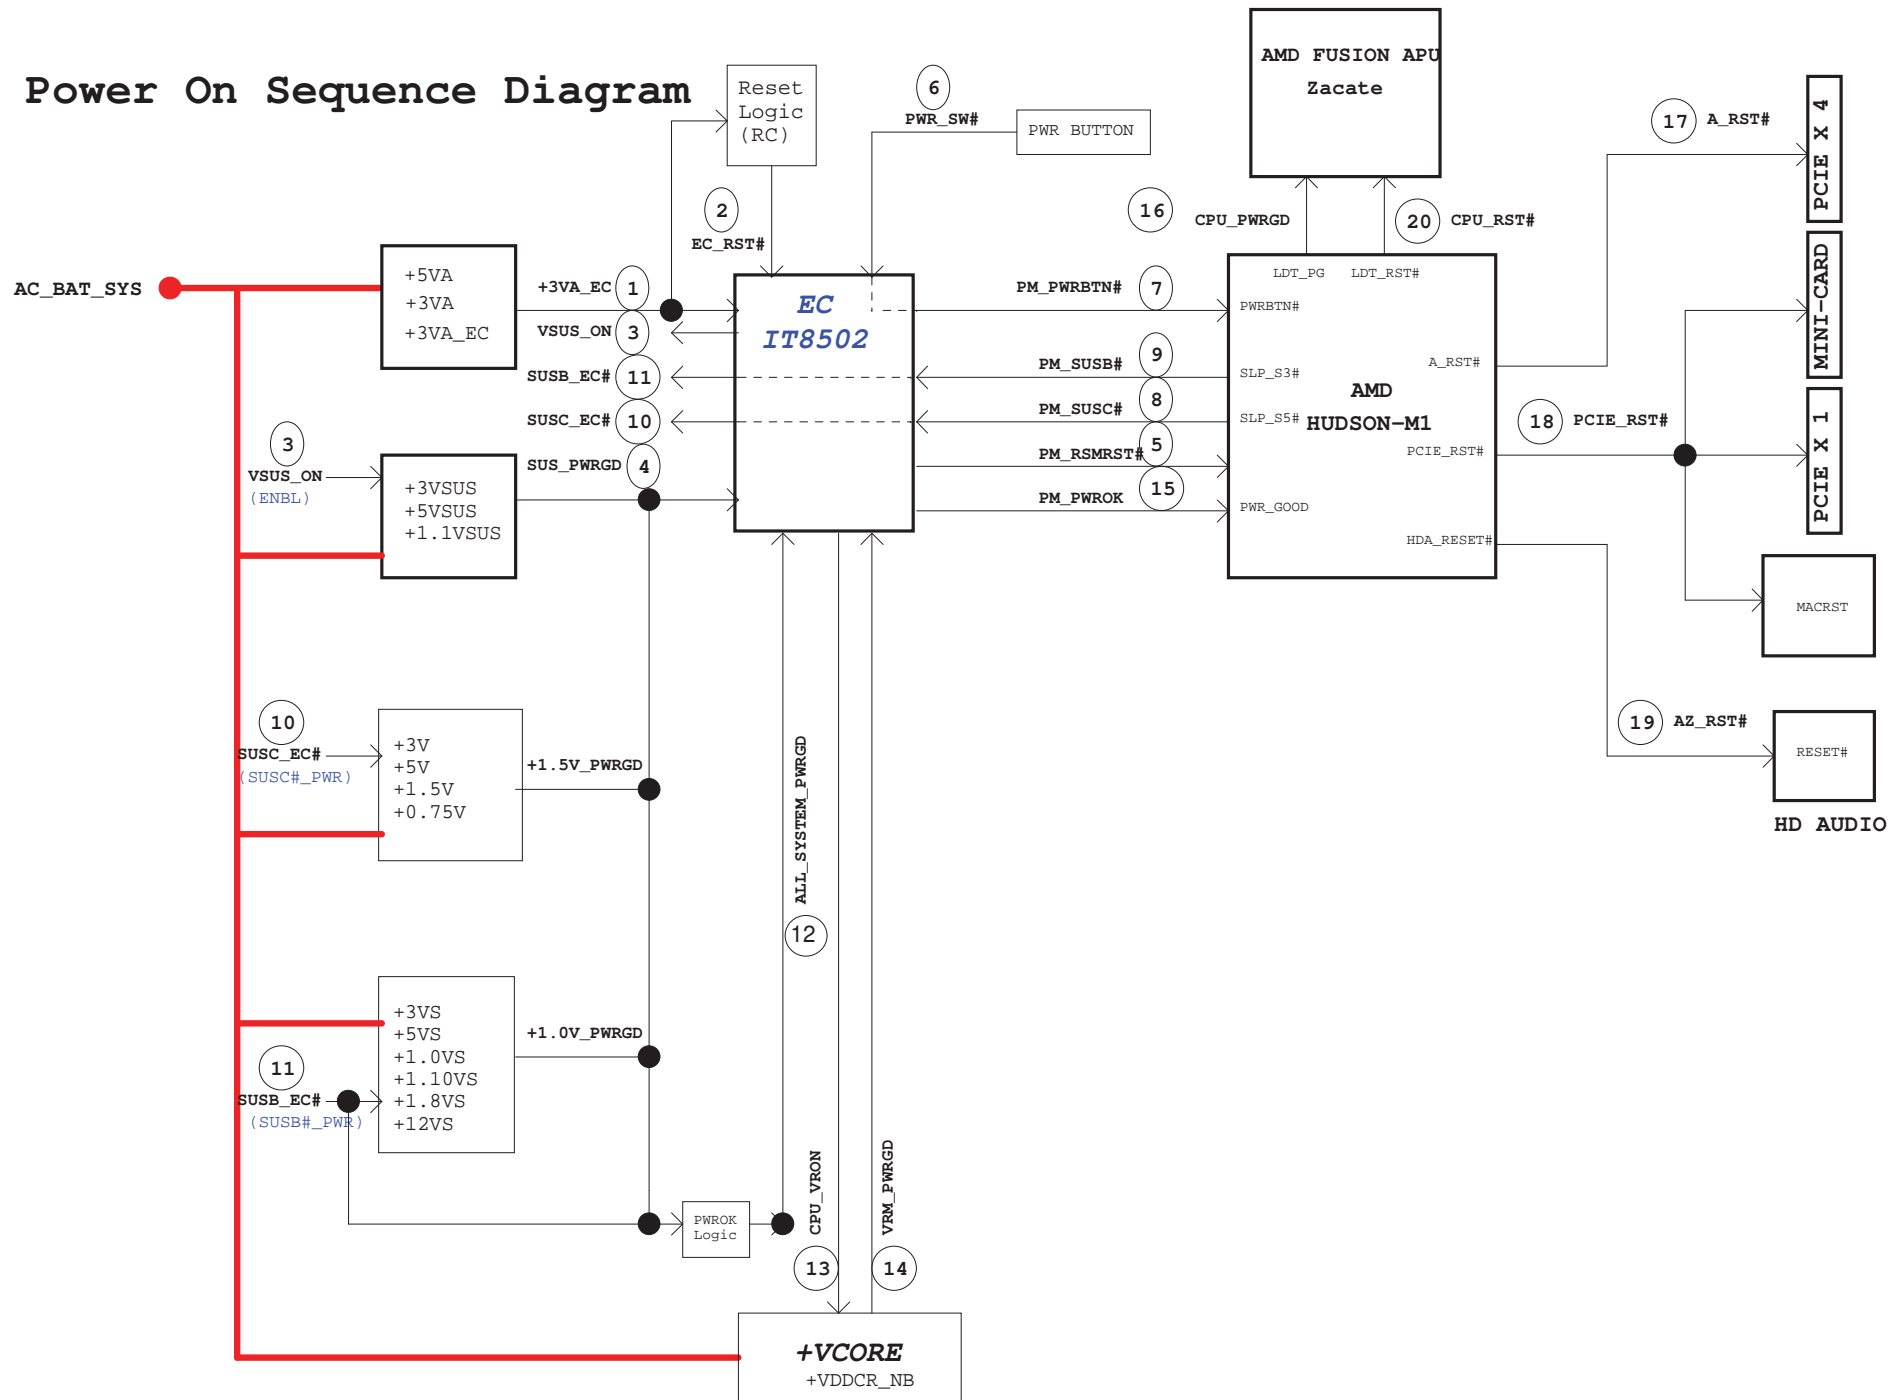 Power On Sequence Diagram
AC_BAT_SYS
+5VA
+3VA
+3VA_EC
+3VA_EC 1
VSUS_ON 3
SUSB_EC# 11
SUSC_EC# 10
SUS_PWRGD 4
Reset
Logic
(RC)
2
EC_RST#
6
PWR_SW#
PWR BUTTON
EC
IT8502
PM_PWRBTN# 7
PM_SUSB# 9
PM_SUSC# 8
PM_RSMRST# 5
PM_PWROK 15
AMD FUSION APU
Zacate
16
CPU_PWRGD
20 CPU_RST#
LDT_PG LDT_RST#
PWRBTN#
SLP_S3#
SLP_S5#
PWR_GOOD
AMD
HUDSON-M1
A_RST#
PCIE_RST#
HDA_RESET#
17 A_RST#
18 PCIE_RST#
19 AZ_RST#
PCIE X 4
MINI-CARD
PCIE X 1
MACRST
RESET#
HD AUDIO
3
VSUS_ON
(ENBL)
+3VSUS
+5VSUS
+1.1VSUS
10
SUSC_EC#
(SUSC#_PWR)
+3V
+5V
+1.5V
+0.75V
+1.5V_PWRGD
11
SUSB_EC#
(SUSB#_PWR)
+3VS
+5VS
+1.0VS
+1.10VS
+1.8VS
+12VS
+1.0V_PWRGD
PWROK
Logic
ALL_SYSTEM_PWRGD
12
CPU_VRON
13
VRM_PWRGD
14
+VCORE
+VDDCR_NB